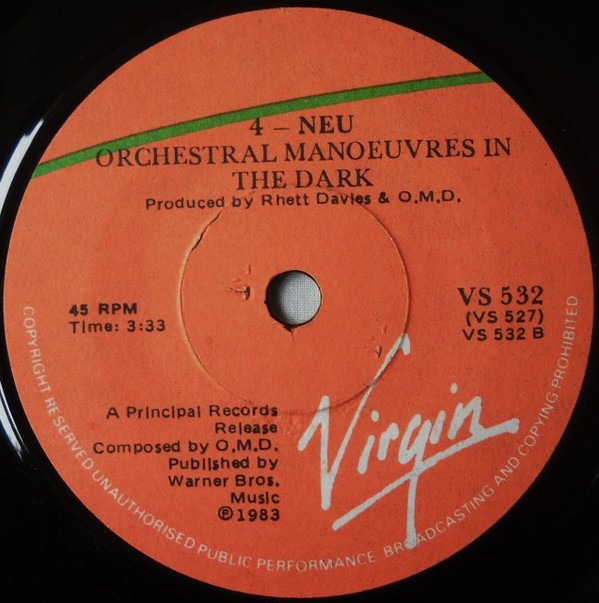 4 – NEU
ORCHESTRAL MANOEUVRES IN
THE DARK
Produced by Rhett Davies & O.M.D.
45 RPM
Time: 3:33
VS 532
(VS 527)
VS 532 B
A Principal Records
Release
Composed by O.M.D.
Published by
Warner Bros.
Music
℗1983
Virgin
COPYRIGHT RESERVED UNAUTHORISED PUBLIC PERFORMANCE BROADCASTING AND COPYING PROHIBITED